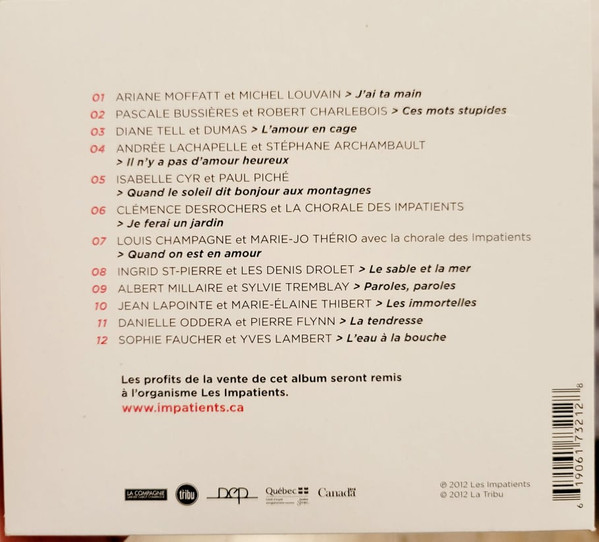 01 ARIANE MOFFATT et MICHEL LOUVAIN > J'ai ta main
02 PASCALE BUSSIÈRES et ROBERT CHARLEBOIS > Ces mots stupides
03 DIANE TELL et DUMAS > L'amour en cage
04 ANDRÉE LACHAPELLE et STÉPHANE ARCHAMBAULT
> Il n'y a pas d'amour heureux
05 ISABELLE CYR et PAUL PICHÉ
> Quand le soleil dit bonjour aux montagnes
06 CLÉMENCE DESROCHERS et LA CHORALE DES IMPATIENTS
> Je ferai un jardin
07 LOUIS CHAMPAGNE et MARIE-JO THÉRIO avec la chorale des Impatients
> Quand on est en amour
08 INGRID ST-PIERRE et LES DENIS DROLET > Le sable et la mer
09 ALBERT MILLAIRE et SYLVIE TREMBLAY > Paroles, paroles
10 JEAN LAPOINTE et MARIE-ÉLAINE THIBERT > Les immortelles
11 DANIELLE ODDERA et PIERRE FLYNN > La tendresse
12 SOPHIE FAUCHER et YVES LAMBERT > L'eau à la bouche
Les profits de la vente de cet album seront remis
à l'organisme Les Impatients.
www.impatients.ca
LA COMPAGNIE
tribu
DEP
Québec
Canada
℗ 2012 Les Impatients
© 2012 La Tribu
6 19061 73212 8